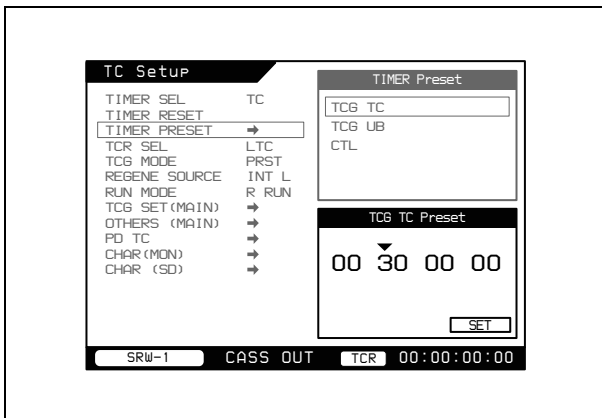 TC Setup
TIMER SEL TC
TIMER RESET
TIMER PRESET ➡
TCR SEL LTC
TCG MODE PRST
REGENE SOURCE INT L
RUN MODE R RUN
TCG SET(MAIN) ➡
OTHERS (MAIN) ➡
PD TC ➡
CHAR(MON) ➡
CHAR (SD) ➡
TIMER Preset
TCG TC
TCG UB
CTL
TCG TC Preset
00 30 00 00
SET
SRW-1 CASS OUT TCR 00:00:00:00